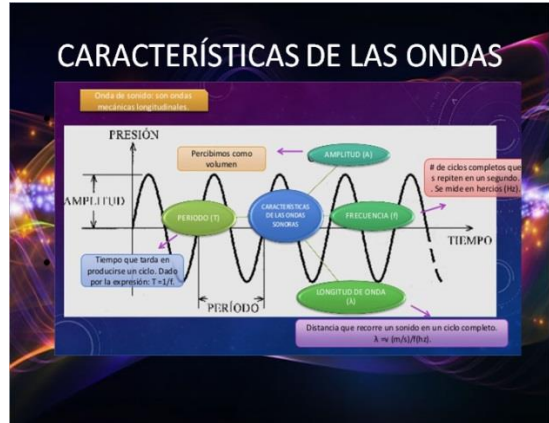 CARACTERÍSTICAS DE LAS ONDAS
Onda de sonido: son ondas
mecánicas longitudinales.
PRESIÓN
Percibimos como
volumen
AMPLITUD (A)
# de ciclos completos que
s repiten en un segundo.
. Se mide en hercios (Hz).
AMPLITUD
PERIODO (T)
CARACTERÍSTICAS
DE LAS ONDAS
SONORAS
FRECUENCIA (f)
TIEMPO
Tiempo que tarda en
producirse un ciclo. Dado
por la expresión: T =1/f.
PERÍODO
LONGITUD DE ONDA
(λ)
Distancia que recorre un sonido en un ciclo completo.
λ =v (m/s)/f(hz).